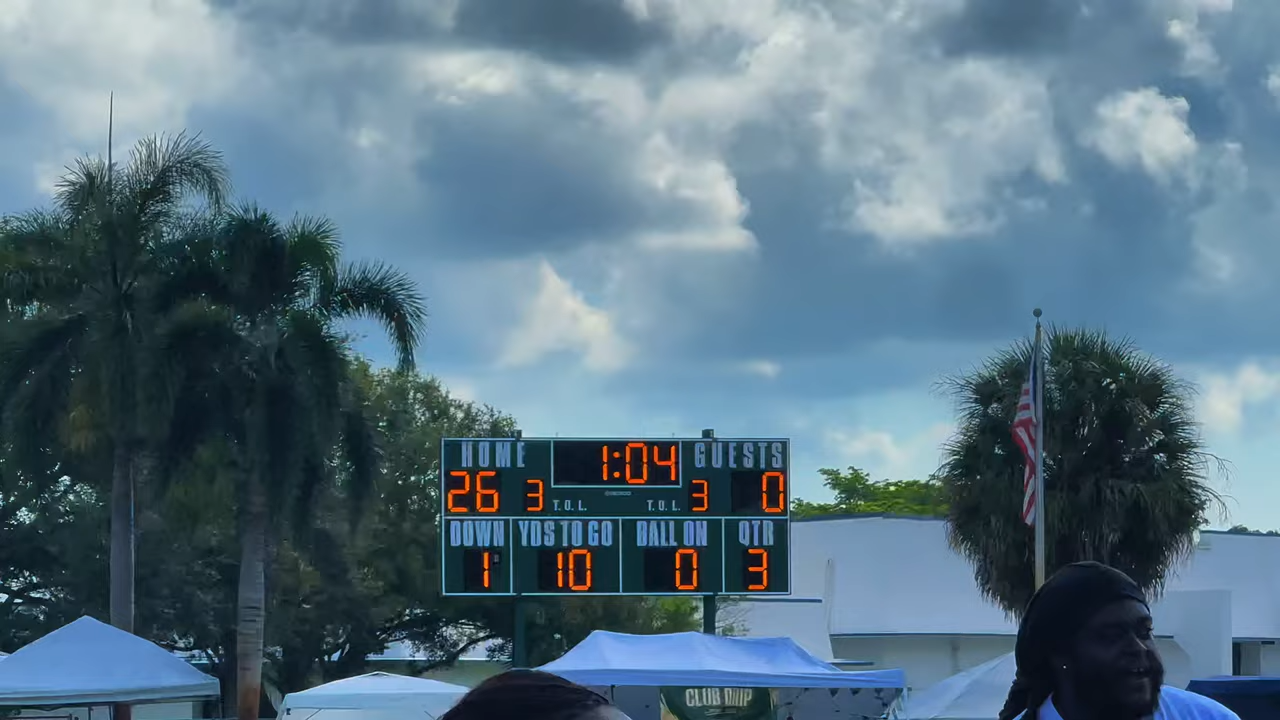 HOME 1:04 GUESTS
26 3 T.O.L. T.O.L. 3 0
DOWN YDS TO GO BALL ON QTR
1 10 0 3
CLUB DRIP